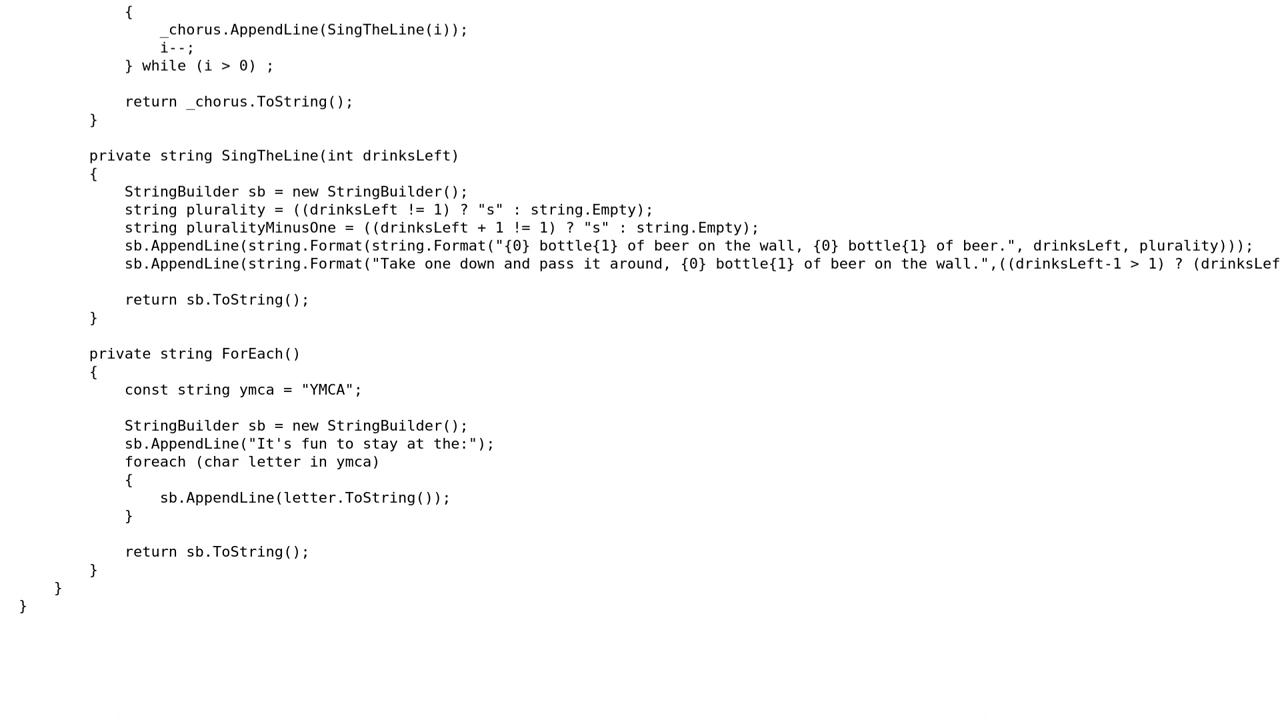 {
_chorus.AppendLine(SingTheLine(i));
i--;
} while (i > 0) ;
return _chorus.ToString();
}
private string SingTheLine(int drinksLeft)
{
StringBuilder sb = new StringBuilder();
string plurality = ((drinksLeft != 1) ? "s" : string.Empty);
string pluralityMinusOne = ((drinksLeft + 1 != 1) ? "s" : string.Empty);
sb.AppendLine(string.Format(string.Format("{0} bottle{1} of beer on the wall, {0} bottle{1} of beer.", drinksLeft, plurality)));
sb.AppendLine(string.Format("Take one down and pass it around, {0} bottle{1} of beer on the wall.",((drinksLeft-1 > 1) ? (drinksLef
return sb.ToString();
}
private string ForEach()
{
const string ymca = "YMCA";
StringBuilder sb = new StringBuilder();
sb.AppendLine("It's fun to stay at the:");
foreach (char letter in ymca)
{
sb.AppendLine(letter.ToString());
}
return sb.ToString();
}
}
}